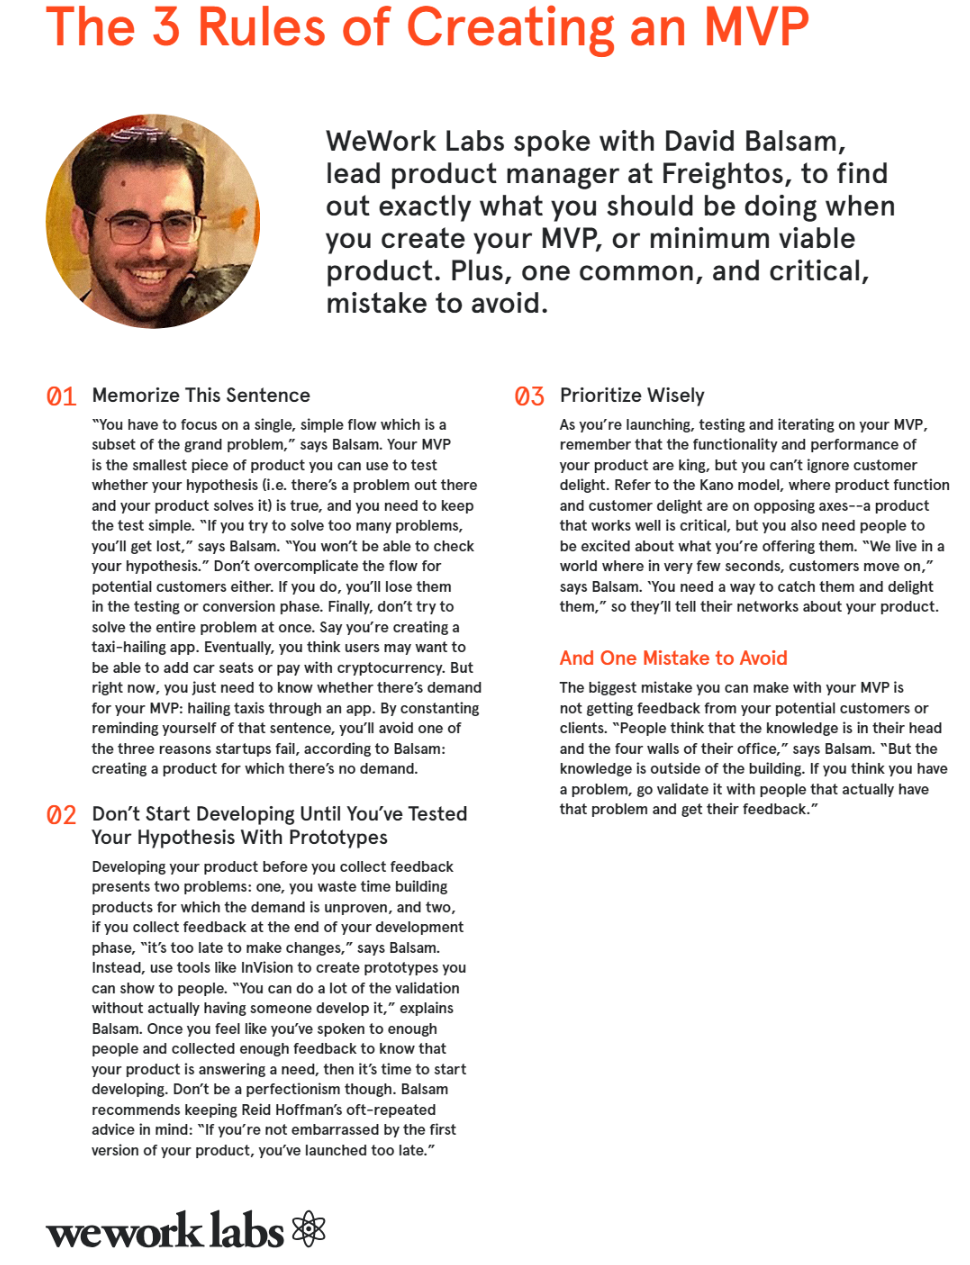 The 3 Rules of Creating an MVP
WeWork Labs spoke with David Balsam,
lead product manager at Freightos, to find
out exactly what you should be doing when
you create your MVP, or minimum viable
product. Plus, one common, and critical,
mistake to avoid.
01 Memorize This Sentence
“You have to focus on a single, simple flow which is a
subset of the grand problem,” says Balsam. Your MVP
is the smallest piece of product you can use to test
whether your hypothesis (i.e. there’s a problem out there
and your product solves it) is true, and you need to keep
the test simple. “If you try to solve too many problems,
you’ll get lost,” says Balsam. “You won’t be able to check
your hypothesis.” Don’t overcomplicate the flow for
potential customers either. If you do, you’ll lose them
in the testing or conversion phase. Finally, don’t try to
solve the entire problem at once. Say you’re creating a
taxi-hailing app. Eventually, you think users may want to
be able to add car seats or pay with cryptocurrency. But
right now, you just need to know whether there’s demand
for your MVP: hailing taxis through an app. By constanting
reminding yourself of that sentence, you’ll avoid one of
the three reasons startups fail, according to Balsam:
creating a product for which there’s no demand.
02 Don’t Start Developing Until You’ve Tested
Your Hypothesis With Prototypes
Developing your product before you collect feedback
presents two problems: one, you waste time building
products for which the demand is unproven, and two,
if you collect feedback at the end of your development
phase, “it’s too late to make changes,” says Balsam.
Instead, use tools like InVision to create prototypes you
can show to people. “You can do a lot of the validation
without actually having someone develop it,” explains
Balsam. Once you feel like you’ve spoken to enough
people and collected enough feedback to know that
your product is answering a need, then it’s time to start
developing. Don’t be a perfectionism though. Balsam
recommends keeping Reid Hoffman’s oft-repeated
advice in mind: “If you’re not embarrassed by the first
version of your product, you’ve launched too late.”
03 Prioritize Wisely
As you’re launching, testing and iterating on your MVP,
remember that the functionality and performance of
your product are king, but you can’t ignore customer
delight. Refer to the Kano model, where product function
and customer delight are on opposing axes--a product
that works well is critical, but you also need people to
be excited about what you’re offering them. “We live in a
world where in very few seconds, customers move on,”
says Balsam. ‘You need a way to catch them and delight
them,” so they’ll tell their networks about your product.
And One Mistake to Avoid
The biggest mistake you can make with your MVP is
not getting feedback from your potential customers or
clients. “People think that the knowledge is in their head
and the four walls of their office,” says Balsam. “But the
knowledge is outside of the building. If you think you have
a problem, go validate it with people that actually have
that problem and get their feedback.”
wework labs